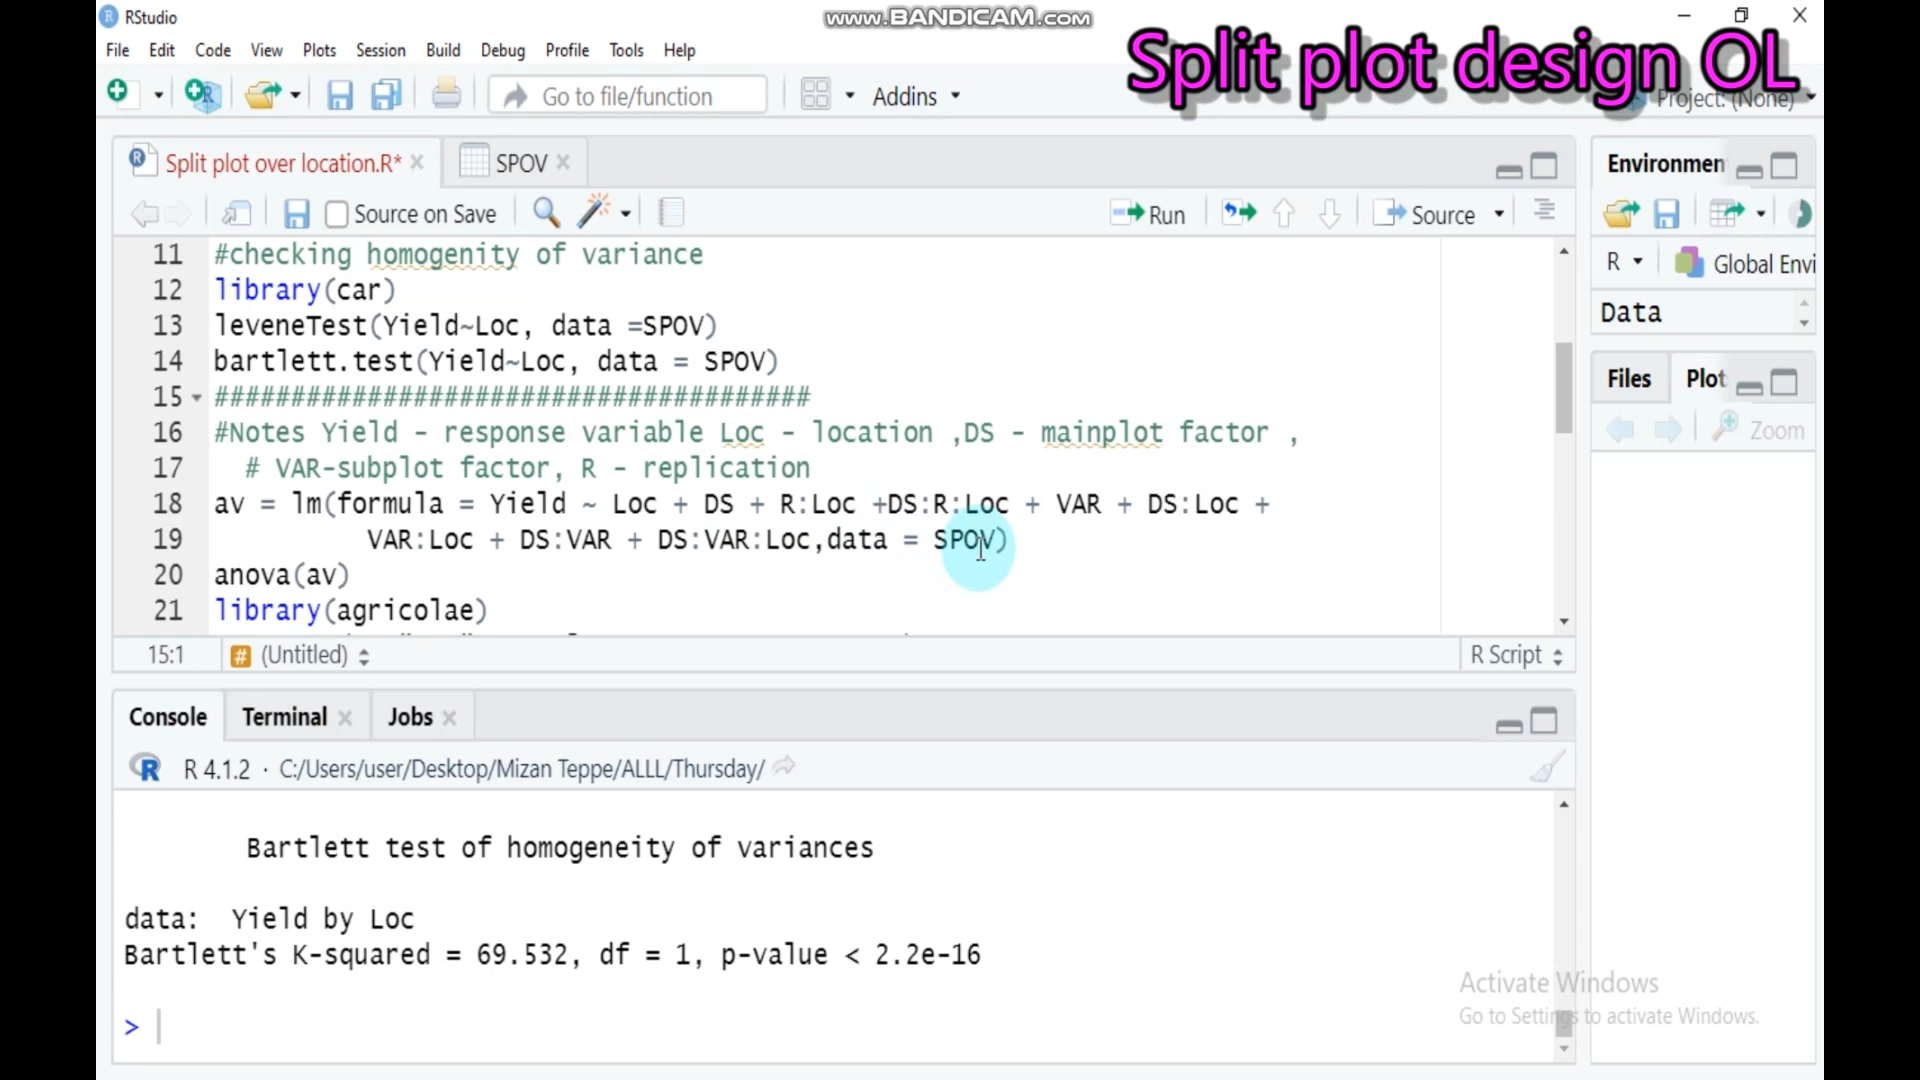 RStudio
www.BANDICAM.com
File Edit Code View Plots Session Build Debug Profile Tools Help
Split plot design OL
Go to file/function
Addins
Project: (None)
Split plot over location.R*
SPOV
Environmen
Source on Save
Run
Source
R
Global Envi
Data
11 #checking homogenity of variance
12 library(car)
13 leveneTest(Yield~Loc, data =SPOV)
14 bartlett.test(Yield~Loc, data = SPOV)
15 #######################################
16 #Notes Yield - response variable Loc - location ,DS - mainplot factor ,
17 # VAR-subplot factor, R - replication
18 av = lm(formula = Yield ~ Loc + DS + R:Loc +DS:R:Loc + VAR + DS:Loc +
19 VAR:Loc + DS:VAR + DS:VAR:Loc,data = SPOV)
20 anova(av)
21 library(agricolae)
Files Plot
Zoom
15:1 # (Untitled) R Script
Console Terminal Jobs
R 4.1.2 · C:/Users/user/Desktop/Mizan Teppe/ALLL/Thursday/
Bartlett test of homogeneity of variances
data: Yield by Loc
Bartlett's K-squared = 69.532, df = 1, p-value < 2.2e-16
>
Activate Windows
Go to Settings to activate Windows.